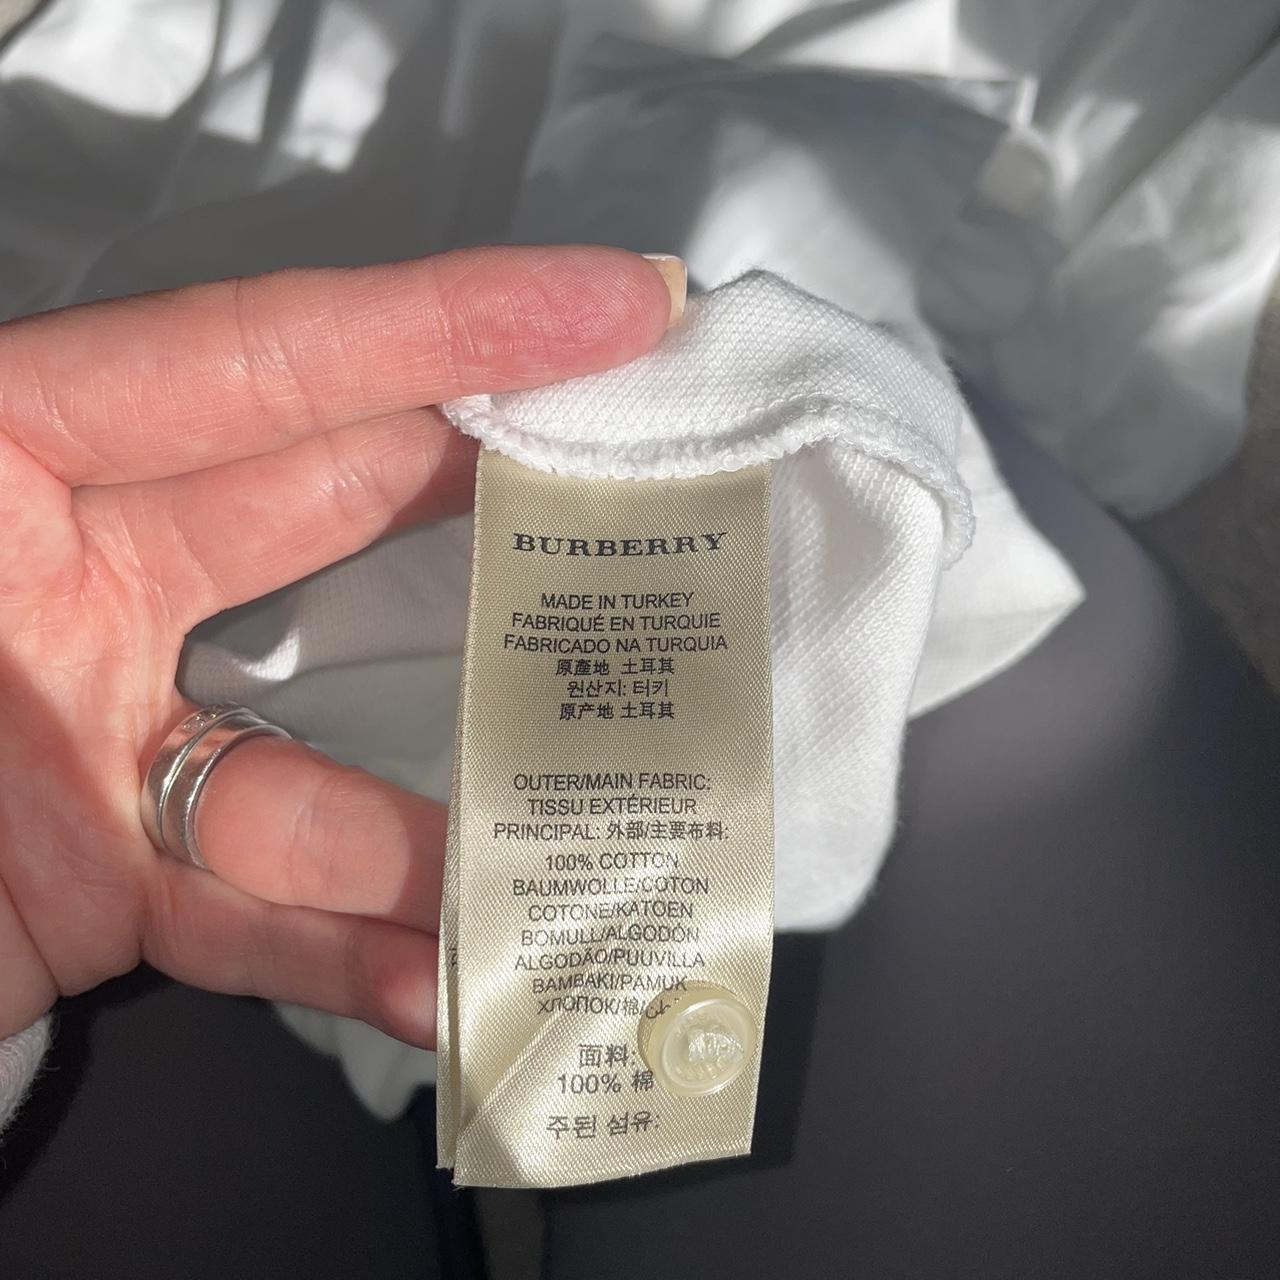 BURBERRY
MADE IN TURKEY
FABRIQUÉ EN TURQUIE
FABRICADO NA TURQUIA
原產地 土耳其
원산지: 터키
原产地 土耳其
OUTER/MAIN FABRIC:
TISSU EXTÉRIEUR
PRINCIPAL: 外部/主要布料:
100% COTTON
BAUMWOLLE/COTON
COTONE/KATOEN
BOMULL/ALGODÓN
ALGODÃO/PUUVILLA
BAMBAKI/PAMUK
ХЛОПОК/棉/
面料:
100% 棉
주된 섬유: